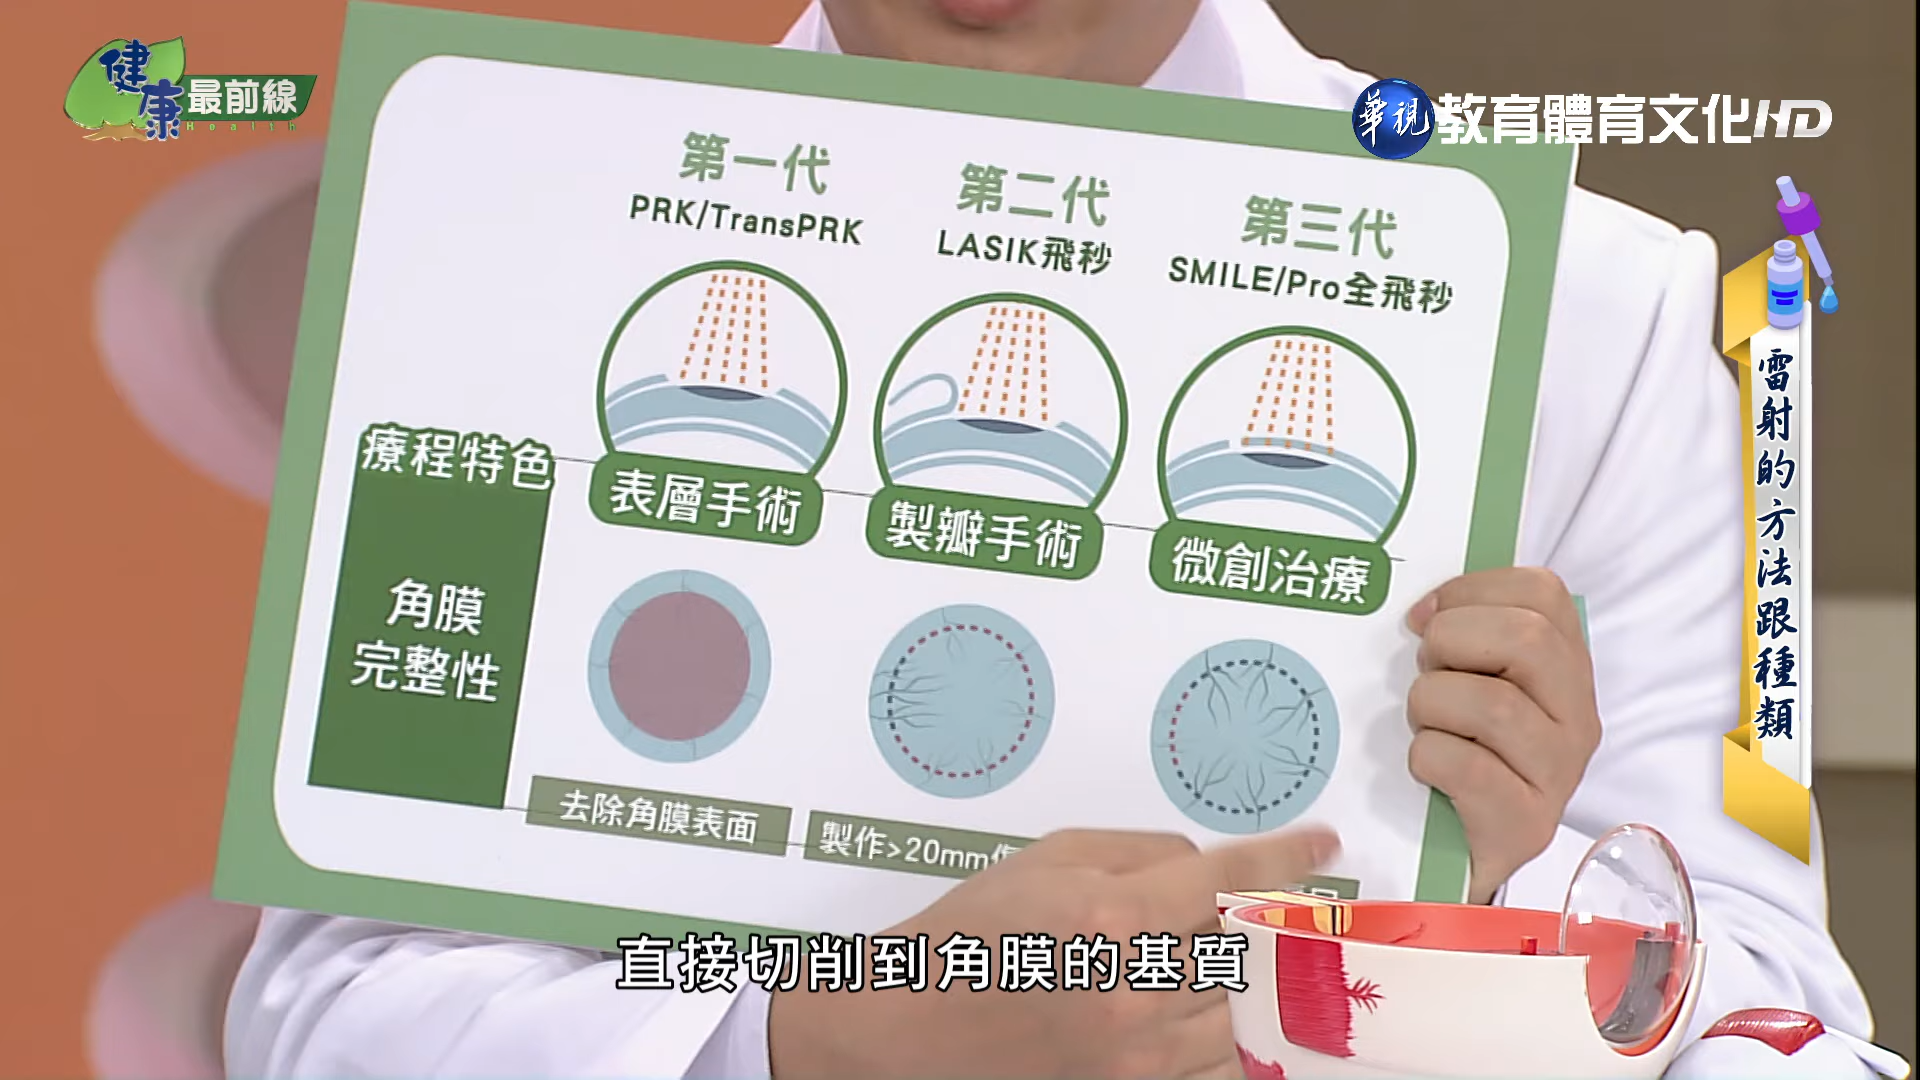 健康最前線
Health
華視教育體育文化HD
第一代
PRK/TransPRK
第二代
LASIK飛秒
第三代
SMILE/Pro全飛秒
療程特色
表層手術
製瓣手術
微創治療
角膜
完整性
去除角膜表面
製作>20mm
雷射的方法跟種類
直接切削到角膜的基質